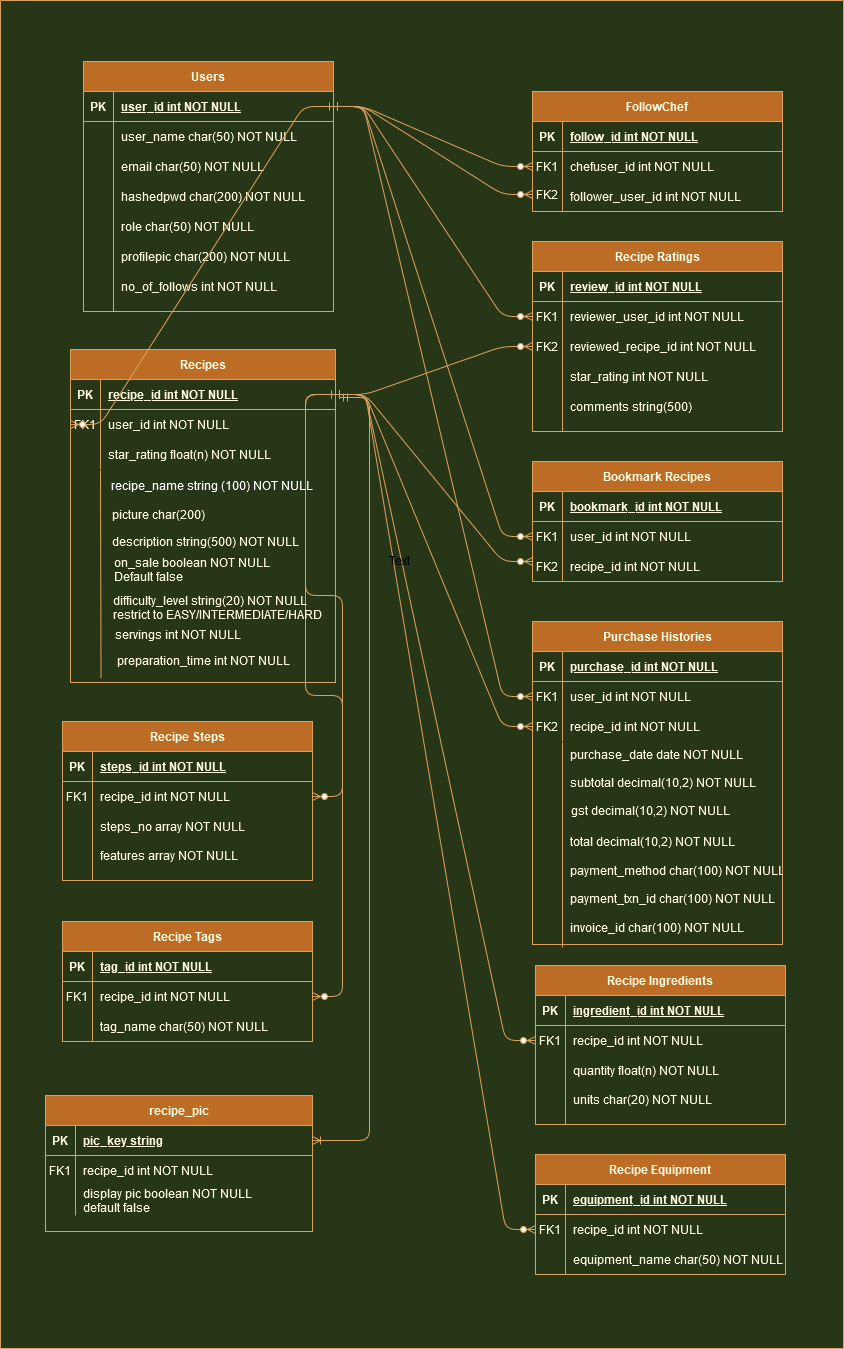 Users
PK user_id int NOT NULL
user_name char(50) NOT NULL
email char(50) NOT NULL
hashedpwd char(200) NOT NULL
role char(50) NOT NULL
profilepic char(200) NOT NULL
no_of_follows int NOT NULL
Recipes
PK recipe_id int NOT NULL
FK1 user_id int NOT NULL
star_rating float(n) NOT NULL
recipe_name string (100) NOT NULL
picture char(200)
description string(500) NOT NULL
on_sale boolean NOT NULL
Default false
difficulty_level string(20) NOT NULL
restrict to EASY/INTERMEDIATE/HARD
servings int NOT NULL
preparation_time int NOT NULL
Recipe Steps
PK steps_id int NOT NULL
FK1 recipe_id int NOT NULL
steps_no array NOT NULL
features array NOT NULL
Recipe Tags
PK tag_id int NOT NULL
FK1 recipe_id int NOT NULL
tag_name char(50) NOT NULL
recipe_pic
PK pic_key string
FK1 recipe_id int NOT NULL
display pic boolean NOT NULL
default false
Text
FollowChef
PK follow_id int NOT NULL
FK1 chefuser_id int NOT NULL
FK2 follower_user_id int NOT NULL
Recipe Ratings
PK review_id int NOT NULL
FK1 reviewer_user_id int NOT NULL
FK2 reviewed_recipe_id int NOT NULL
star_rating int NOT NULL
comments string(500)
Bookmark Recipes
PK bookmark_id int NOT NULL
FK1 user_id int NOT NULL
FK2 recipe_id int NOT NULL
Purchase Histories
PK purchase_id int NOT NULL
FK1 user_id int NOT NULL
FK2 recipe_id int NOT NULL
purchase_date date NOT NULL
subtotal decimal(10,2) NOT NULL
gst decimal(10,2) NOT NULL
total decimal(10,2) NOT NULL
payment_method char(100) NOT NULL
payment_txn_id char(100) NOT NULL
invoice_id char(100) NOT NULL
Recipe Ingredients
PK ingredient_id int NOT NULL
FK1 recipe_id int NOT NULL
quantity float(n) NOT NULL
units char(20) NOT NULL
Recipe Equipment
PK equipment_id int NOT NULL
FK1 recipe_id int NOT NULL
equipment_name char(50) NOT NULL